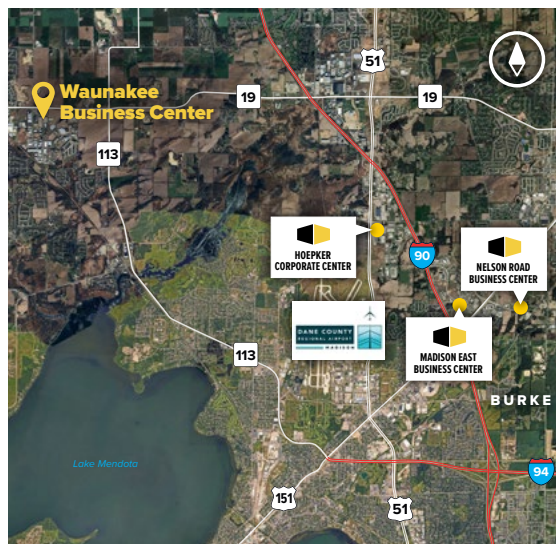 51
Waunakee
Business Center
19
19
113
HOEPKER
CORPORATE CENTER
90
NELSON ROAD
BUSINESS CENTER
DANE COUNTY
REGIONAL AIRPORT
MADISON
113
MADISON EAST
BUSINESS CENTER
BURKE
Lake Mendota
94
151
51